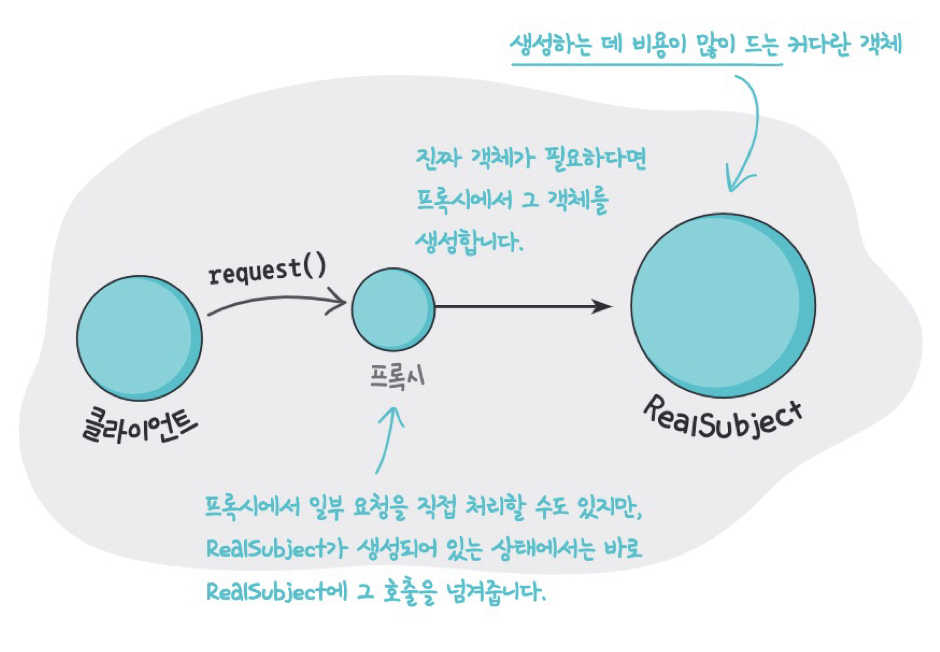 생성하는 데 비용이 많이 드는 커다란 객체
진짜 객체가 필요하다면
프록시에서 그 객체를
생성합니다.
request()
프록시
클라이언트
RealSubject
프록시에서 일부 요청을 직접 처리할 수도 있지만,
RealSubject가 생성되어 있는 상태에서는 바로
RealSubject에 그 호출을 넘겨줍니다.